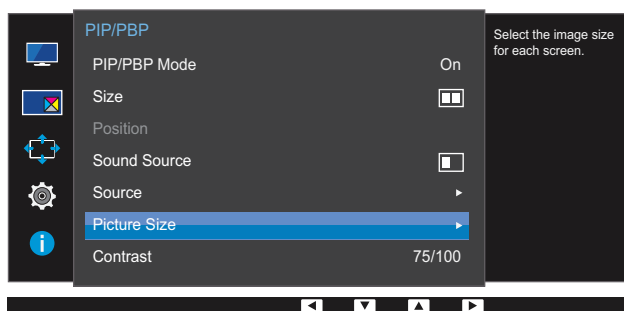 PIP/PBP
Select the image size
for each screen.
PIP/PBP Mode On
Size
Position
Sound Source
Source
Picture Size
Contrast 75/100